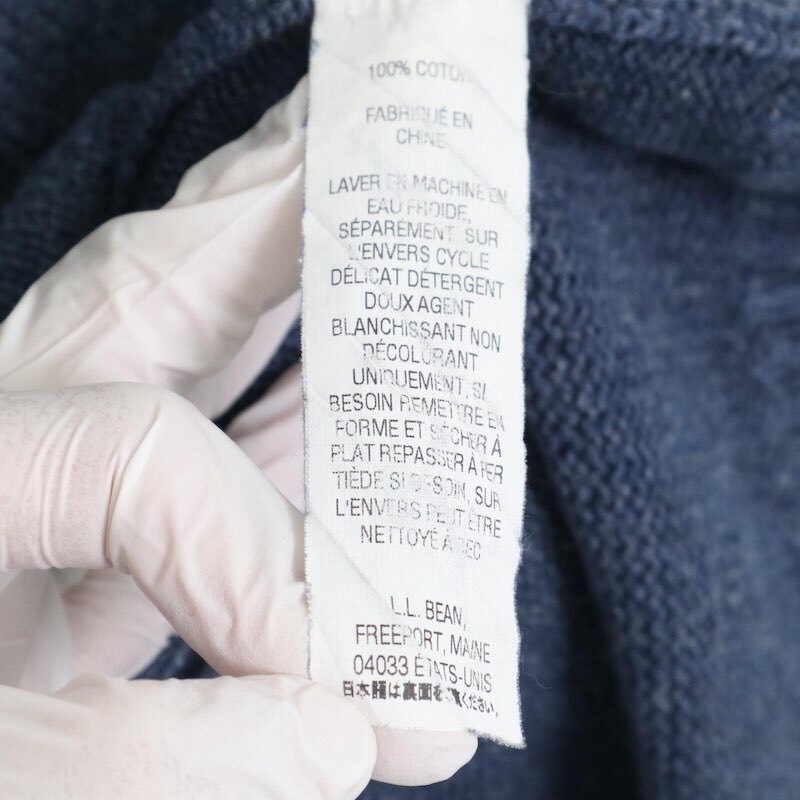 100% COTON
FABRIQUÉ EN
CHINE
LAVER EN MACHINE EN
EAU FROIDE,
SÉPARÉMENT SUR
L'ENVERS CYCLE
DÉLICAT DÉTERGENT
DOUX AGENT
BLANCHISSANT NON
DÉCOLORANT
UNIQUEMENT, SI
BESOIN REMETTRE EN
FORME ET SÉCHER À
PLAT REPASSER À FER
TIÈDE SI BESOIN, SUR
L'ENVERS PEUT ÊTRE
NETTOYÉ À SEC
L.L. BEAN,
FREEPORT, MAINE
04033 ÉTATS-UNIS
日本語は裏面をご覧ください。